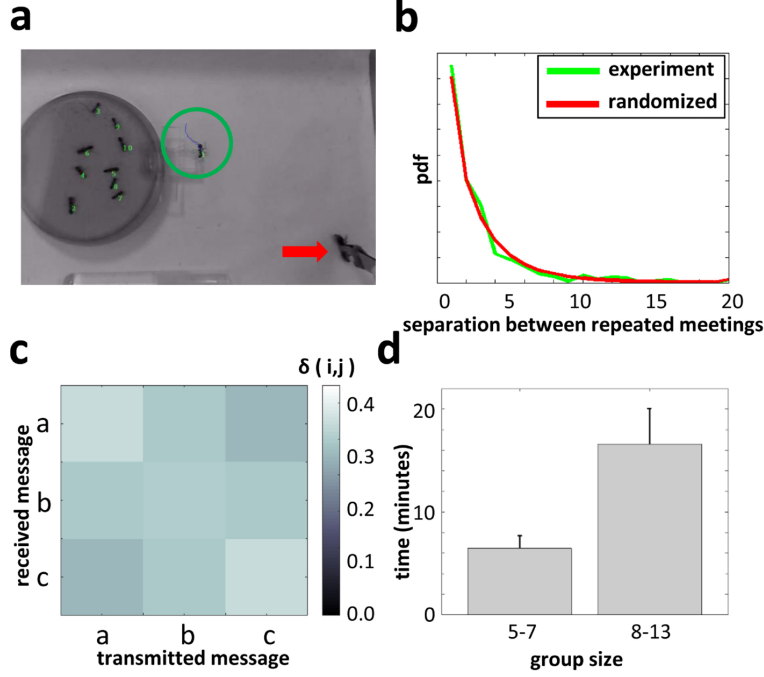 a
10
b
experiment
randomized
pdf
0
5
10
15
20
separation between repeated meetings
c
δ ( i,j )
0.4
0.3
0.2
0.1
0.0
received message
a
b
c
a
b
c
transmitted message
d
time (minutes)
20
10
0
5-7
8-13
group size